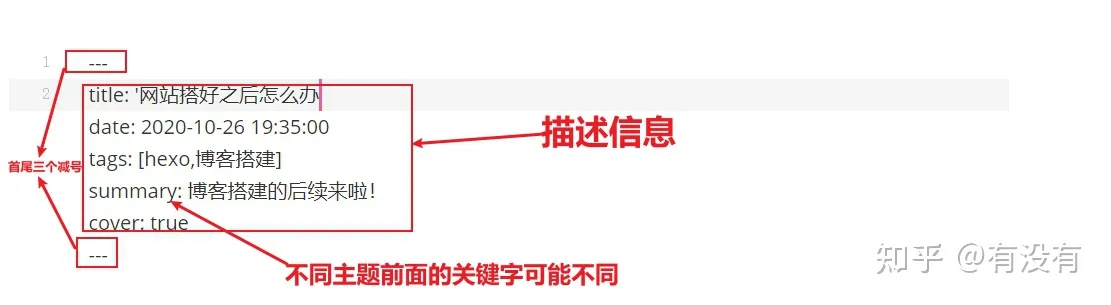 1
---
2
title: '网站搭好之后怎么办
date: 2020-10-26 19:35:00
描述信息
tags: [hexo,博客搭建]
首尾三个减号
summary: 博客搭建的后续来啦！
cover: true
---
不同主题前面的关键字可能不同
知乎 @有没有